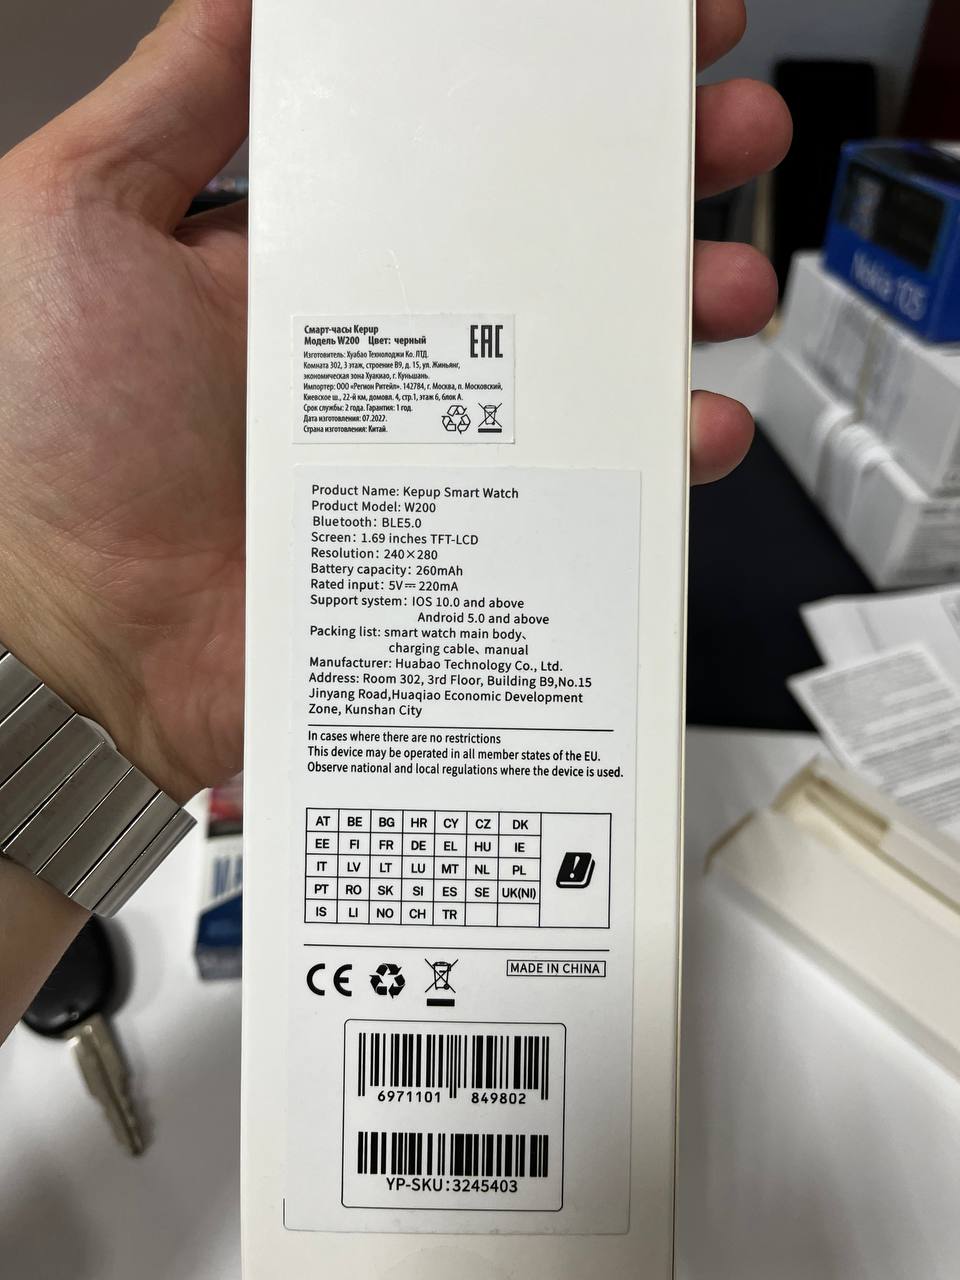 Смарт-часы Kepup
Модель W200 Цвет: черный
EAC
Изготовитель: Хуабао Технолоджи Ко. ЛТД.
Комната 302, 3 этаж, строение B9, д. 15, ул. Жиньянг,
экономическая зона Хуакиао, г. Куньшань.
Импортер: ООО «Регион Ритейл». 142784, г. Москва, п. Московский,
Киевское ш., 22-й км, домовл. 4, стр.1, этаж 6, блок А.
Срок службы: 2 года. Гарантия: 1 год.
Дата изготовления: 07.2022.
Страна изготовления: Китай.
Product Name: Kepup Smart Watch
Product Model: W200
Bluetooth: BLE5.0
Screen: 1.69 inches TFT-LCD
Resolution: 240×280
Battery capacity: 260mAh
Rated input: 5V⎓220mA
Support system: IOS 10.0 and above
Android 5.0 and above
Packing list: smart watch main body、
charging cable、manual
Manufacturer: Huabao Technology Co., Ltd.
Address: Room 302, 3rd Floor, Building B9,No.15
Jinyang Road,Huaqiao Economic Development
Zone, Kunshan City
In cases where there are no restrictions
This device may be operated in all member states of the EU.
Observe national and local regulations where the device is used.
AT BE BG HR CY CZ DK
EE FI FR DE EL HU IE
IT LV LT LU MT NL PL
PT RO SK SI ES SE UK(NI)
IS LI NO CH TR
CE
MADE IN CHINA
6971101 849802
YP-SKU:3245403
Nokia 105